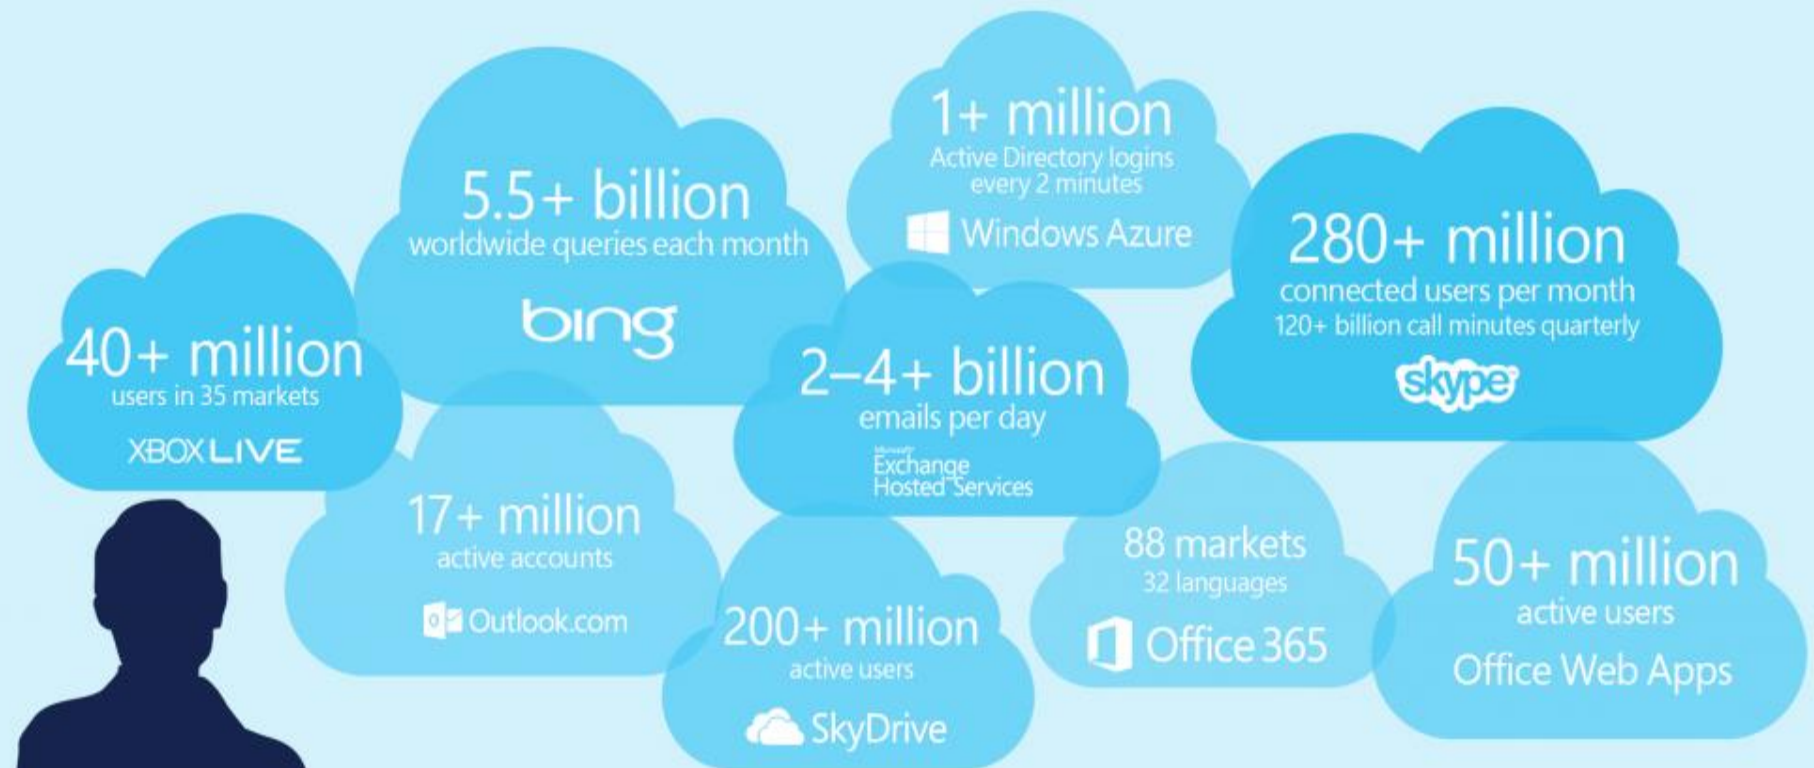 40+ million
users in 35 markets
XBOX LIVE
5.5+ billion
worldwide queries each month
bing
1+ million
Active Directory logins
every 2 minutes
Windows Azure
280+ million
connected users per month
120+ billion call minutes quarterly
skype
2–4+ billion
emails per day
Microsoft
Exchange
Hosted Services
17+ million
active accounts
Outlook.com
200+ million
active users
SkyDrive
88 markets
32 languages
Office 365
50+ million
active users
Office Web Apps